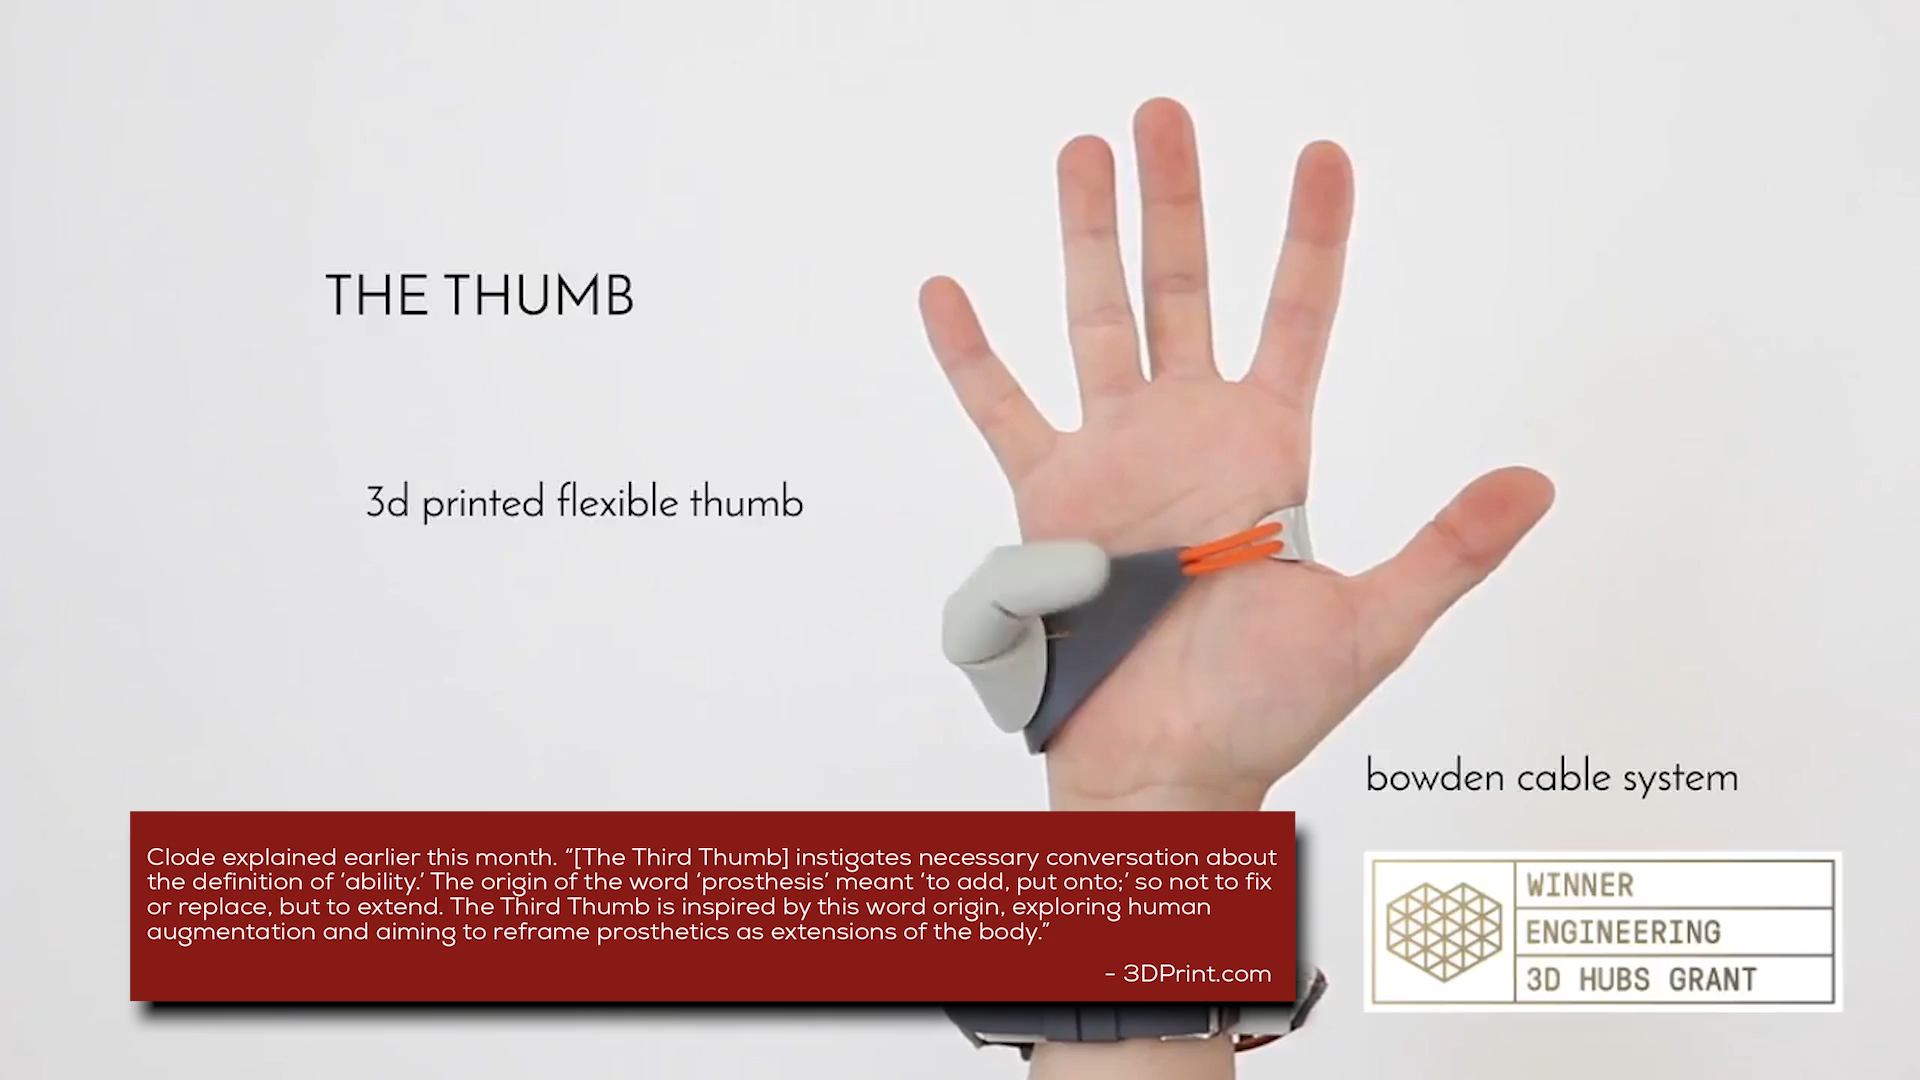 THE THUMB
3d printed flexible thumb
bowden cable system
Clode explained earlier this month. “[The Third Thumb] instigates necessary conversation about
the definition of ‘ability.’ The origin of the word ‘prosthesis’ meant ‘to add, put onto;’ so not to fix
or replace, but to extend. The Third Thumb is inspired by this word origin, exploring human
augmentation and aiming to reframe prosthetics as extensions of the body.”
- 3DPrint.com
WINNER
ENGINEERING
3D HUBS GRANT